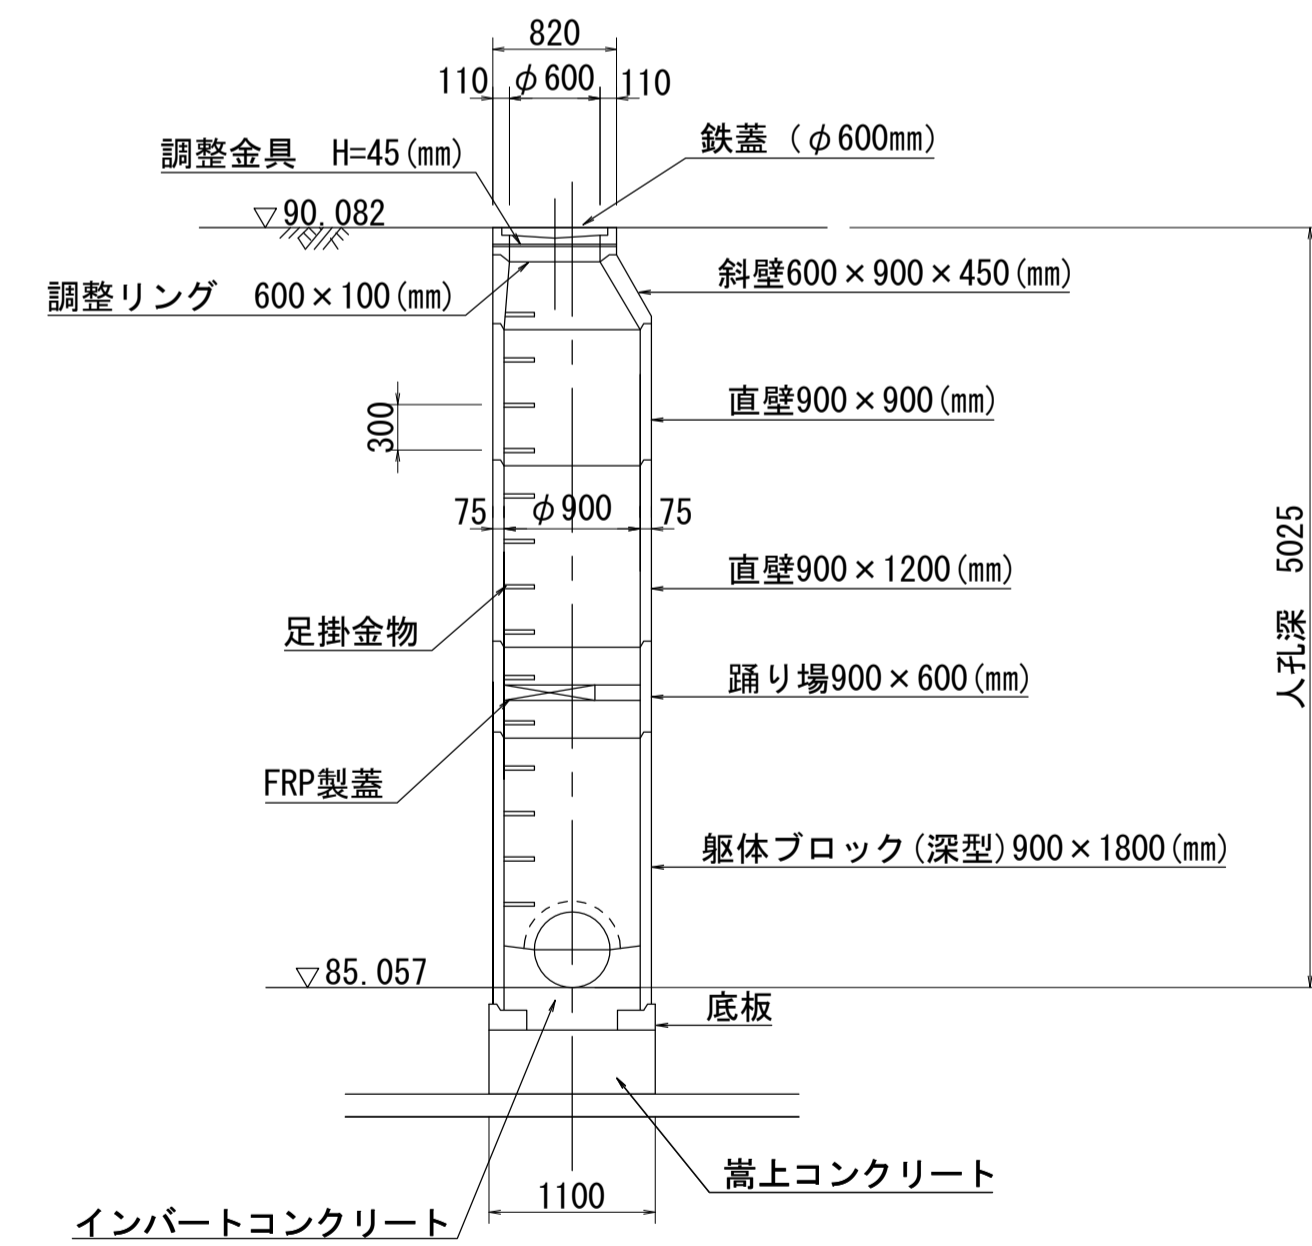 820
110 φ600 110
調整金具 H=45(mm)
鉄蓋 (φ600mm)
▽90.082
調整リング 600×100(mm)
斜壁600×900×450(mm)
直壁900×900(mm)
300
75 φ900 75
直壁900×1200(mm)
足掛金物
踊り場900×600(mm)
人孔深 5025
FRP製蓋
躯体ブロック(深型)900×1800(mm)
▽85.057
底板
嵩上コンクリート
1100
インバートコンクリート